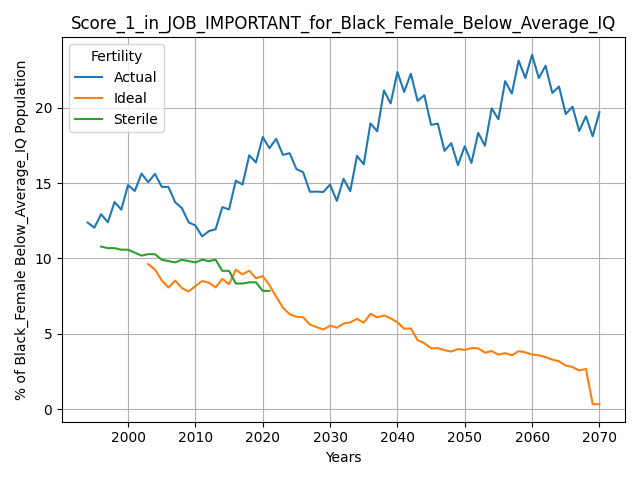 Score_1_in_JOB_IMPORTANT_for_Black_Female_Below_Average_IQ
Fertility
Actual
Ideal
Sterile
% of Black_Female Below_Average_IQ Population
20
15
10
5
0
2000 2010 2020 2030 2040 2050 2060 2070
Years